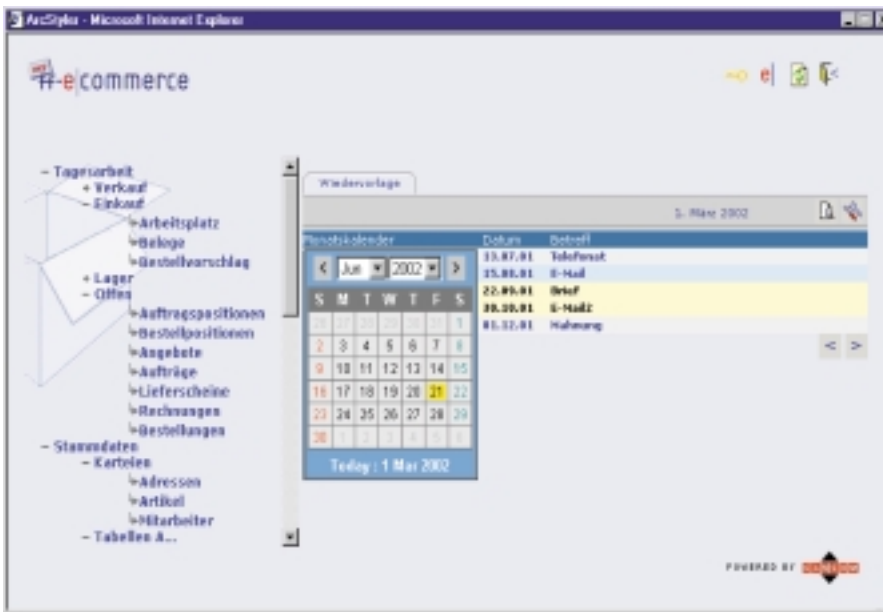 ArcStyler - Microsoft Internet Explorer
-e|commerce
- Tagesarbeit
+ Verkauf
- Einkauf
Arbeitsplatz
Belege
Bestellvorschlag
+ Lager
- Offen
Auftragspositionen
Bestellpositionen
Angebote
Aufträge
Lieferscheine
Rechnungen
Bestellungen
- Stammdaten
- Karteien
Adressen
Artikel
Mitarbeiter
- Tabellen A...
Wiedervorlage
1. März 2002
Monatskalender
< Jun 2002 >
S M T W T F S
26 27 28 29 30 31 1
2 3 4 5 6 7 8
9 10 11 12 13 14 15
16 17 18 19 20 21 22
23 24 25 26 27 28 29
30 1 2 3 4 5 6
Today : 1 Mar 2002
Datum Betreff
13.07.01 Telefonat
15.08.01 E-Mail
22.09.01 Brief
30.10.01 E-Mail2
01.12.01 Mahnung
< >
POWERED BY